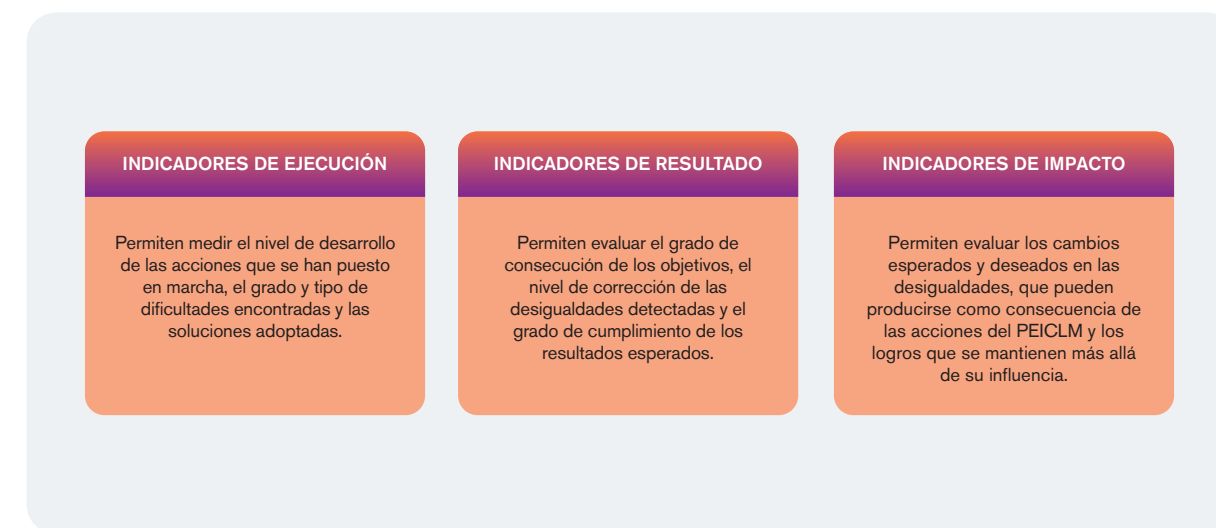 INDICADORES DE EJECUCIÓN
Permiten medir el nivel de desarrollo
de las acciones que se han puesto
en marcha, el grado y tipo de
dificultades encontradas y las
soluciones adoptadas.
INDICADORES DE RESULTADO
Permiten evaluar el grado de
consecución de los objetivos, el
nivel de corrección de las
desigualdades detectadas y el
grado de cumplimiento de los
resultados esperados.
INDICADORES DE IMPACTO
Permiten evaluar los cambios
esperados y deseados en las
desigualdades, que pueden
producirse como consecuencia de
las acciones del PEICLM y los
logros que se mantienen más allá
de su influencia.